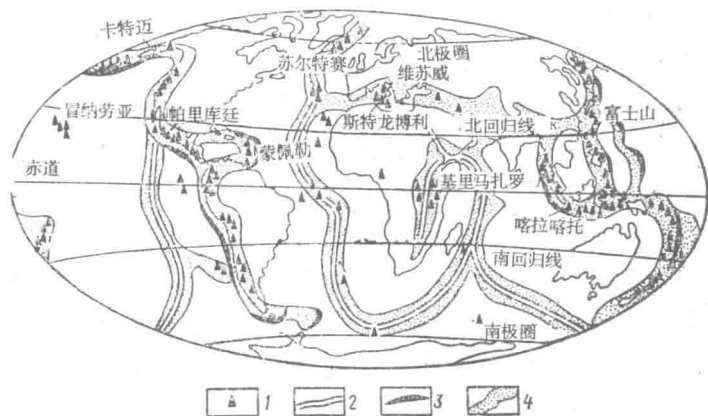 卡特迈
苏尔特赛
北极圈
维苏威
冒纳劳亚
帕里库廷
斯特龙博利
北回归线
富士山
蒙佩勒
赤道
基里马扎罗
喀拉喀托
南回归线
南极圈
1
2
3
4